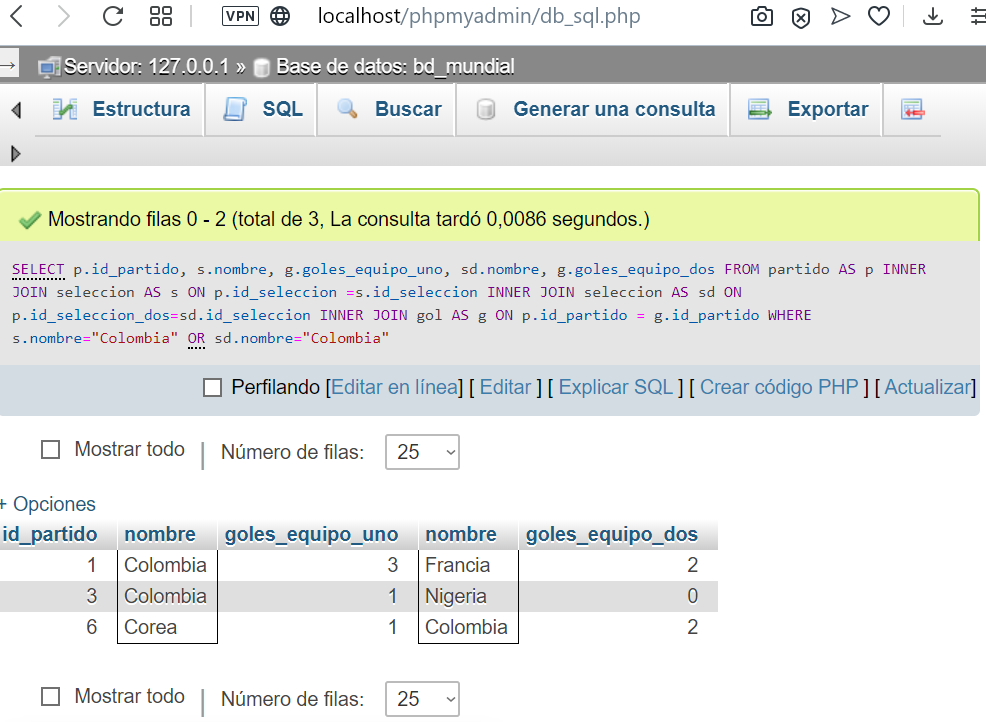 VPN localhost/phpmyadmin/db_sql.php
Servidor: 127.0.0.1 » Base de datos: bd_mundial
Estructura SQL Buscar Generar una consulta Exportar
Mostrando filas 0 - 2 (total de 3, La consulta tardó 0,0086 segundos.)
SELECT p.id_partido, s.nombre, g.goles_equipo_uno, sd.nombre, g.goles_equipo_dos FROM partido AS p INNER
JOIN seleccion AS s ON p.id_seleccion =s.id_seleccion INNER JOIN seleccion AS sd ON
p.id_seleccion_dos=sd.id_seleccion INNER JOIN gol AS g ON p.id_partido = g.id_partido WHERE
s.nombre="Colombia" OR sd.nombre="Colombia"
Perfilando [Editar en línea] [ Editar ] [ Explicar SQL ] [ Crear código PHP ] [ Actualizar]
Mostrar todo | Número de filas: 25
+ Opciones
id_partido nombre goles_equipo_uno nombre goles_equipo_dos
1 Colombia 3 Francia 2
3 Colombia 1 Nigeria 0
6 Corea 1 Colombia 2
Mostrar todo | Número de filas: 25